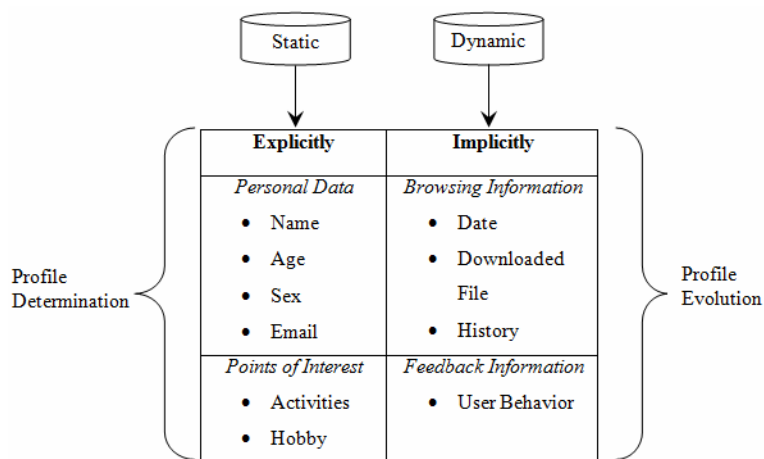 Static
Dynamic
Explicitly
Implicitly
Personal Data
• Name
• Age
• Sex
• Email
Browsing Information
• Date
• Downloaded
File
• History
Points of Interest
• Activities
• Hobby
Feedback Information
• User Behavior
Profile
Determination
Profile
Evolution